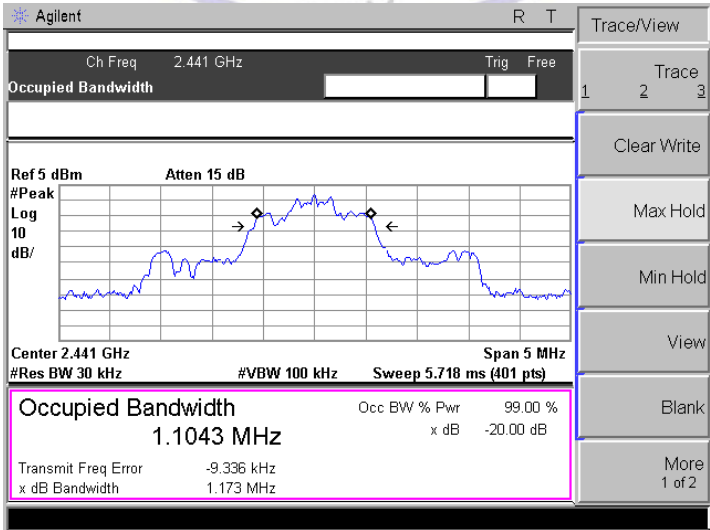 Agilent R T
Trace/View
Ch Freq 2.441 GHz Trig Free
Occupied Bandwidth
Trace
1 2 3
Clear Write
Ref 5 dBm Atten 15 dB
#Peak
Log
10
dB/
Max Hold
Min Hold
View
Center 2.441 GHz Span 5 MHz
#Res BW 30 kHz #VBW 100 kHz Sweep 5.718 ms (401 pts)
Occupied Bandwidth Occ BW % Pwr 99.00 %
1.1043 MHz x dB -20.00 dB
Blank
Transmit Freq Error -9.336 kHz
x dB Bandwidth 1.173 MHz
More
1 of 2